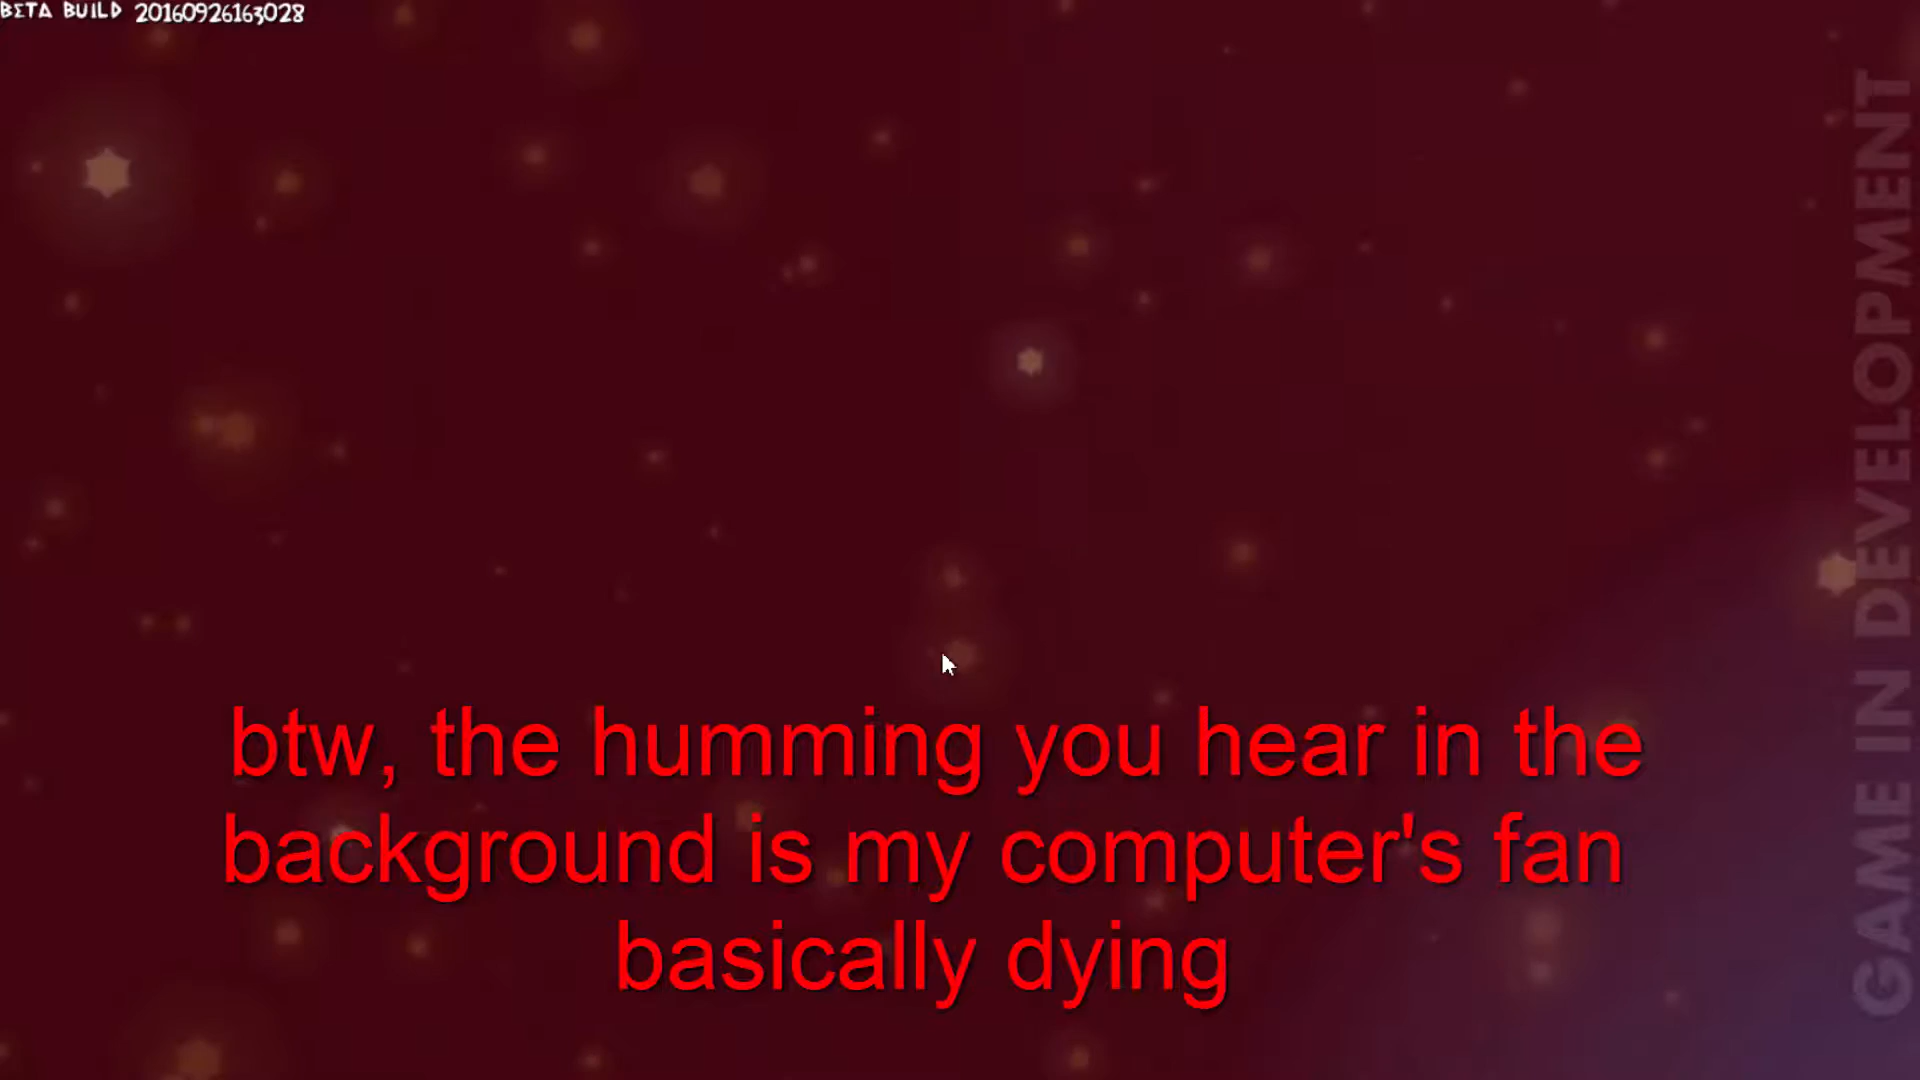 BETA BUILD 20160926163028
GAME IN DEVELOPMENT
btw, the humming you hear in the
background is my computer's fan
basically dying